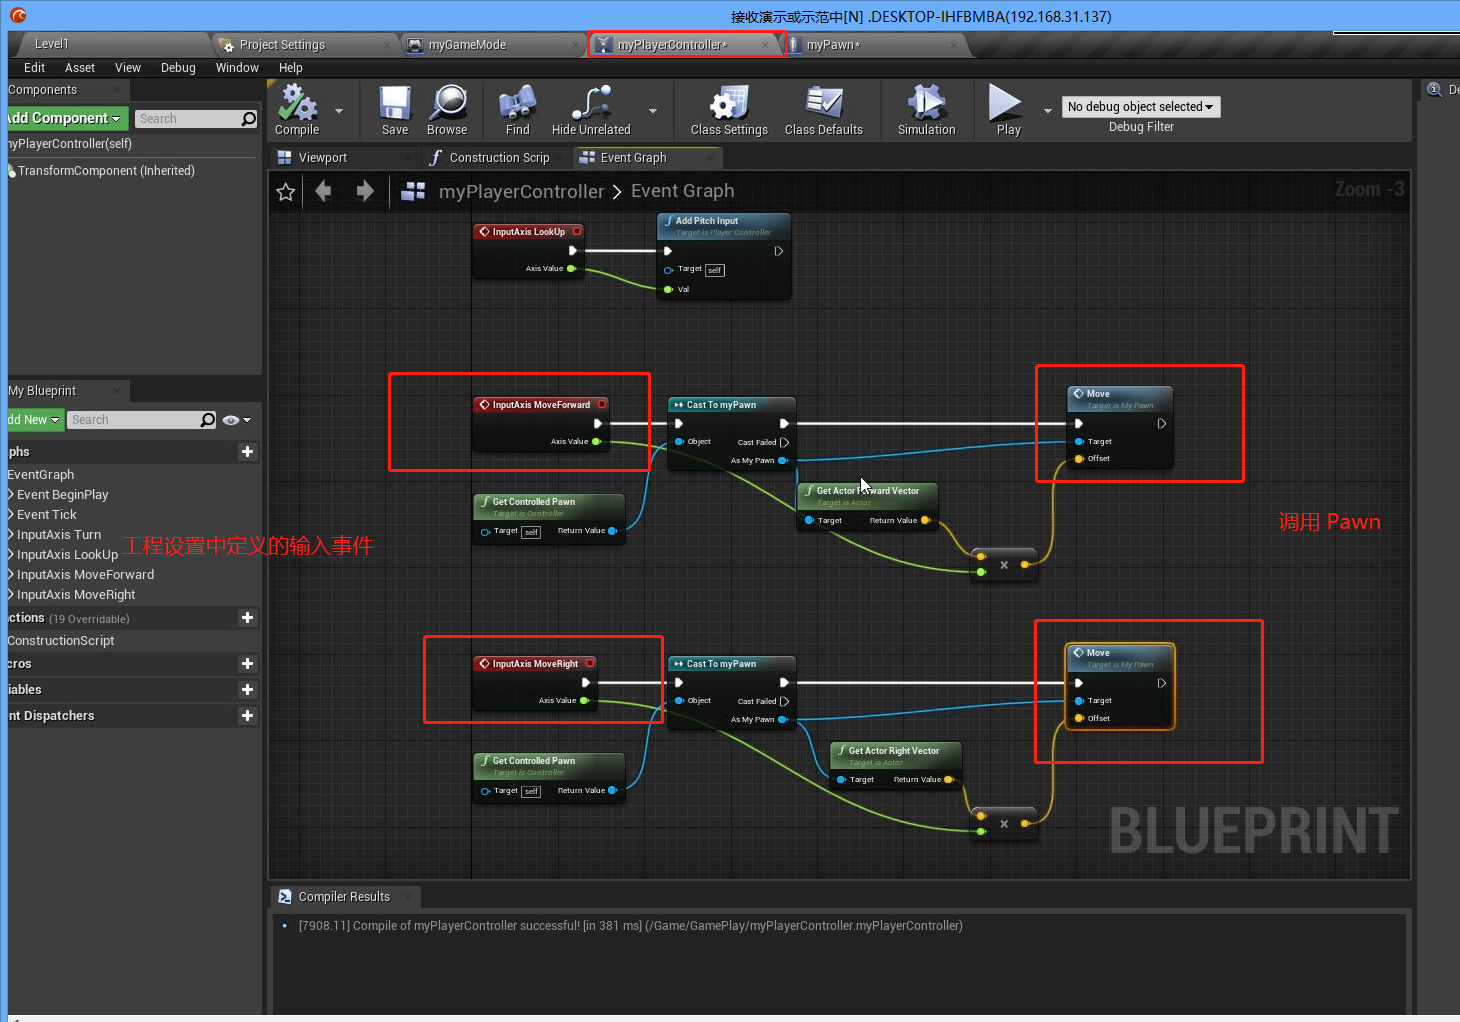 接收演示或示范中[N] .DESKTOP-IHFBMBA(192.168.31.137)
Level1
Project Settings
myGameMode
myPlayerController*
myPawn*
Edit Asset View Debug Window Help
Components
Add Component
Search
myPlayerController(self)
TransformComponent (Inherited)
Compile
Save
Browse
Find
Hide Unrelated
Class Settings
Class Defaults
Simulation
Play
No debug object selected
Debug Filter
De
Viewport
Construction Scrip
Event Graph
myPlayerController > Event Graph
Zoom -3
InputAxis LookUp
Axis Value
Add Pitch Input
Target is Player Controller
Target self
Val
InputAxis MoveForward
Axis Value
Cast To myPawn
Object
Cast Failed
As My Pawn
Move
Target is My Pawn
Target
Offset
Get Controlled Pawn
Target is Controller
Target self Return Value
Get Actor Forward Vector
Target is Actor
Target Return Value
×
调用 Pawn
InputAxis MoveRight
Axis Value
Cast To myPawn
Object
Cast Failed
As My Pawn
Move
Target is My Pawn
Target
Offset
Get Controlled Pawn
Target is Controller
Target self Return Value
Get Actor Right Vector
Target is Actor
Target Return Value
×
BLUEPRINT
My Blueprint
dd New
Search
phs
EventGraph
Event BeginPlay
Event Tick
InputAxis Turn
InputAxis LookUp
InputAxis MoveForward
InputAxis MoveRight
工程设置中定义的输入事件
ctions (19 Overridable)
ConstructionScript
cros
iables
nt Dispatchers
Compiler Results
[7908.11] Compile of myPlayerController successful! [in 381 ms] (/Game/GamePlay/myPlayerController.myPlayerController)